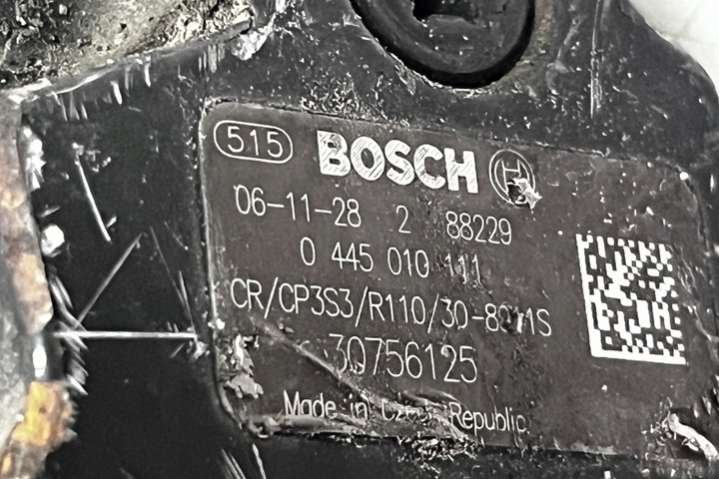 515 BOSCH
06-11-28 2 88229
0 445 010 111
CR/CP3S3/R110/30-8971S
30756125
Made in Czech Republic